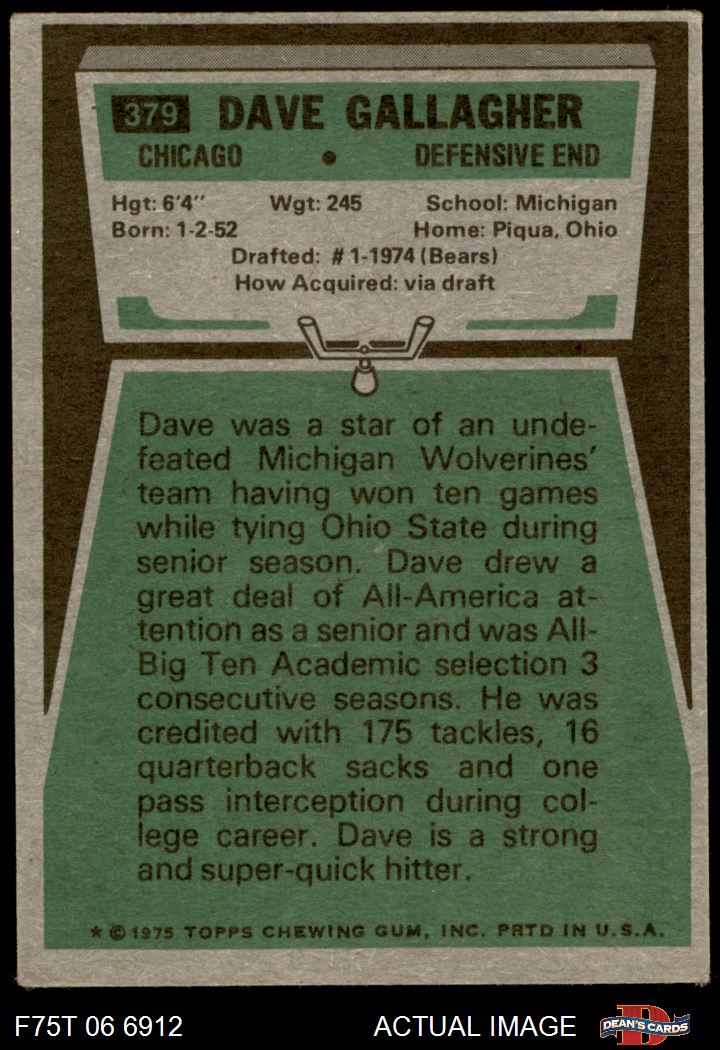 379 DAVE GALLAGHER
CHICAGO • DEFENSIVE END
Hgt: 6'4" Wgt: 245 School: Michigan
Born: 1-2-52 Home: Piqua, Ohio
Drafted: #1-1974 (Bears)
How Acquired: via draft
Dave was a star of an unde-
feated Michigan Wolverines'
team having won ten games
while tying Ohio State during
senior season. Dave drew a
great deal of All-America at-
tention as a senior and was All-
Big Ten Academic selection 3
consecutive seasons. He was
credited with 175 tackles, 16
quarterback sacks and one
pass interception during col-
lege career. Dave is a strong
and super-quick hitter.
* © 1975 TOPPS CHEWING GUM, INC. PRTD IN U.S.A.
F75T 06 6912 ACTUAL IMAGE D DEAN'S CARDS